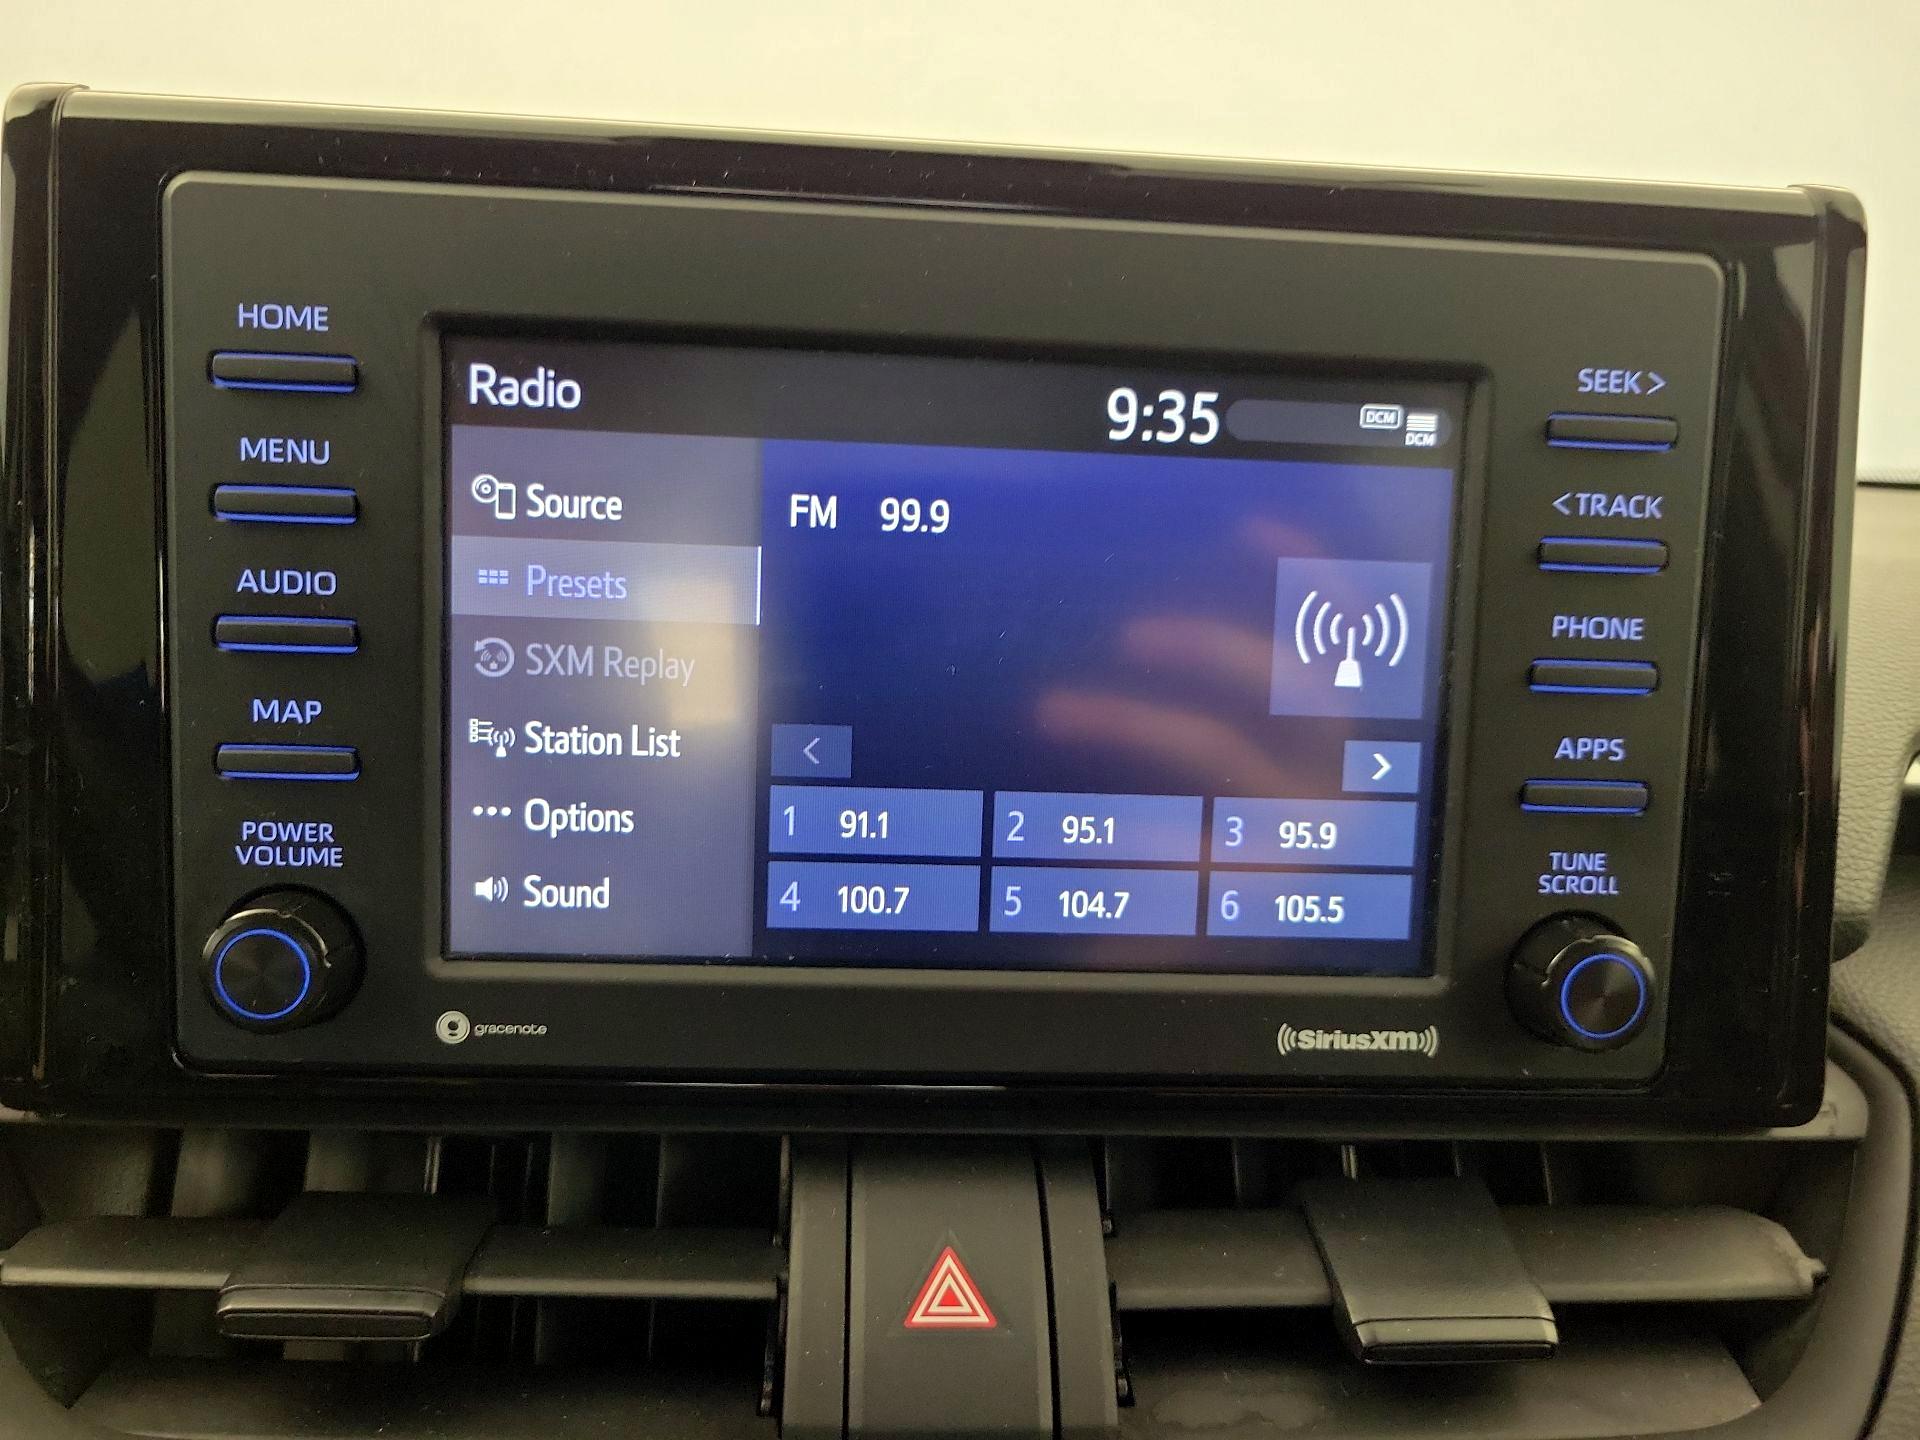 HOME
MENU
AUDIO
MAP
POWER
VOLUME
Radio
9:35
DCM
DCM
Source
Presets
SXM Replay
Station List
Options
Sound
FM 99.9
<
>
1 91.1
2 95.1
3 95.9
4 100.7
5 104.7
6 105.5
SEEK >
< TRACK
PHONE
APPS
TUNE
SCROLL
g gracenote
((SiriusXM))